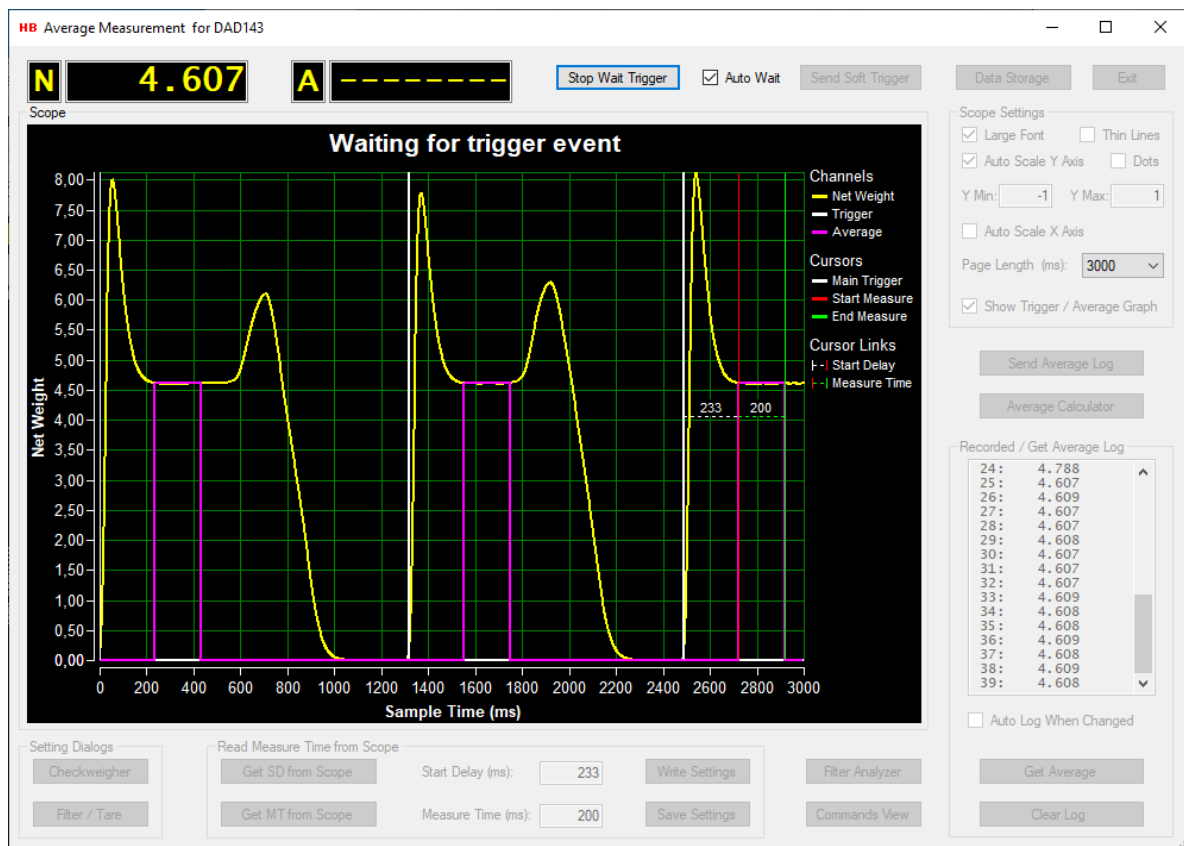 HB Average Measurement for DAD143
N 4.607 A --------
Stop Wait Trigger Auto Wait Send Soft Trigger Data Storage Exit
Scope
Waiting for trigger event
8,00
7,50
7,00
6,50
6,00
5,50
5,00
4,50
4,00
3,50
3,00
2,50
2,00
1,50
1,00
0,50
0,00
Net Weight
0 200 400 600 800 1000 1200 1400 1600 1800 2000 2200 2400 2600 2800 3000
Sample Time (ms)
233 200
Channels
Net Weight
Trigger
Average
Cursors
Main Trigger
Start Measure
End Measure
Cursor Links
Start Delay
Measure Time
Scope Settings
Large Font Thin Lines
Auto Scale Y Axis Dots
Y Min: -1 Y Max: 1
Auto Scale X Axis
Page Length (ms): 3000
Show Trigger / Average Graph
Send Average Log
Average Calculator
Recorded / Get Average Log
24: 4.788
25: 4.607
26: 4.609
27: 4.607
28: 4.607
29: 4.608
30: 4.607
31: 4.607
32: 4.607
33: 4.609
34: 4.608
35: 4.608
36: 4.609
37: 4.608
38: 4.609
39: 4.608
Auto Log When Changed
Get Average
Clear Log
Setting Dialogs
Checkweigher
Filter / Tare
Read Measure Time from Scope
Get SD from Scope Start Delay (ms): 233 Write Settings
Get MT from Scope Measure Time (ms): 200 Save Settings
Filter Analyzer
Commands View